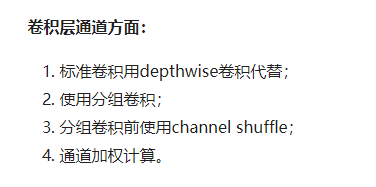 卷积层通道方面：
1. 标准卷积用depthwise卷积代替；
2. 使用分组卷积；
3. 分组卷积前使用channel shuffle；
4. 通道加权计算。